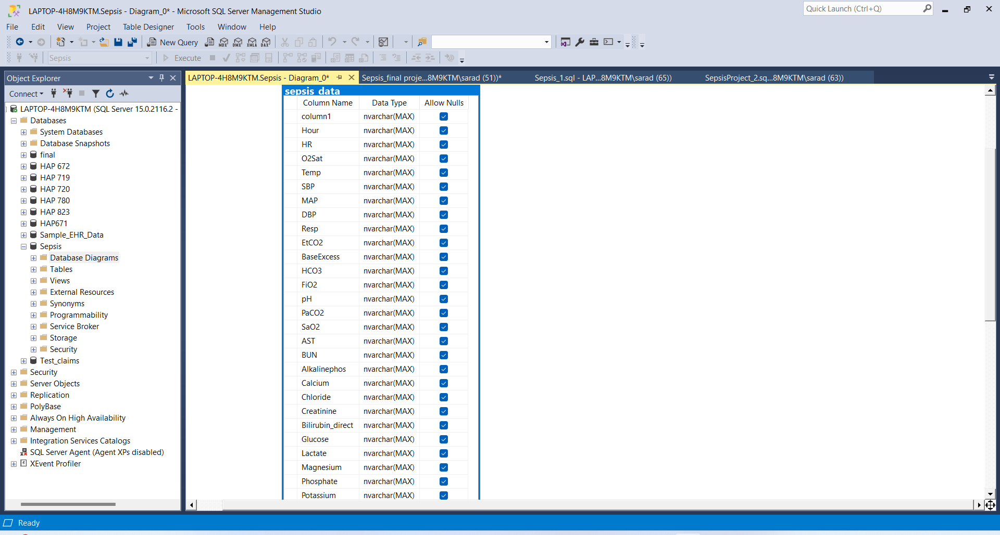 LAPTOP-4H8M9KTM.Sepsis - Diagram_0* - Microsoft SQL Server Management Studio
Quick Launch (Ctrl+Q)
File Edit View Project Table Designer Tools Window Help
New Query MDX DMX XMLA DAX
Sepsis Execute
Object Explorer
Connect
LAPTOP-4H8M9KTM (SQL Server 15.0.2116.2 -
Databases
System Databases
Database Snapshots
final
HAP 672
HAP 719
HAP 720
HAP 780
HAP 823
HAP671
Sample_EHR_Data
Sepsis
Database Diagrams
Tables
Views
External Resources
Synonyms
Programmability
Service Broker
Storage
Security
Test_claims
Security
Server Objects
Replication
PolyBase
Always On High Availability
Management
Integration Services Catalogs
SQL Server Agent (Agent XPs disabled)
XEvent Profiler
LAPTOP-4H8M9KTM.Sepsis - Diagram_0* Sepsis_final proje...8M9KTM\sarad (51))* Sepsis_1.sql - LAP...8M9KTM\sarad (65)) SepsisProject_2.sq...8M9KTM\sarad (63))
sepsis_data
Column Name Data Type Allow Nulls
column1 nvarchar(MAX)
Hour nvarchar(MAX)
HR nvarchar(MAX)
O2Sat nvarchar(MAX)
Temp nvarchar(MAX)
SBP nvarchar(MAX)
MAP nvarchar(MAX)
DBP nvarchar(MAX)
Resp nvarchar(MAX)
EtCO2 nvarchar(MAX)
BaseExcess nvarchar(MAX)
HCO3 nvarchar(MAX)
FiO2 nvarchar(MAX)
pH nvarchar(MAX)
PaCO2 nvarchar(MAX)
SaO2 nvarchar(MAX)
AST nvarchar(MAX)
BUN nvarchar(MAX)
Alkalinephos nvarchar(MAX)
Calcium nvarchar(MAX)
Chloride nvarchar(MAX)
Creatinine nvarchar(MAX)
Bilirubin_direct nvarchar(MAX)
Glucose nvarchar(MAX)
Lactate nvarchar(MAX)
Magnesium nvarchar(MAX)
Phosphate nvarchar(MAX)
Potassium nvarchar(MAX)
Ready